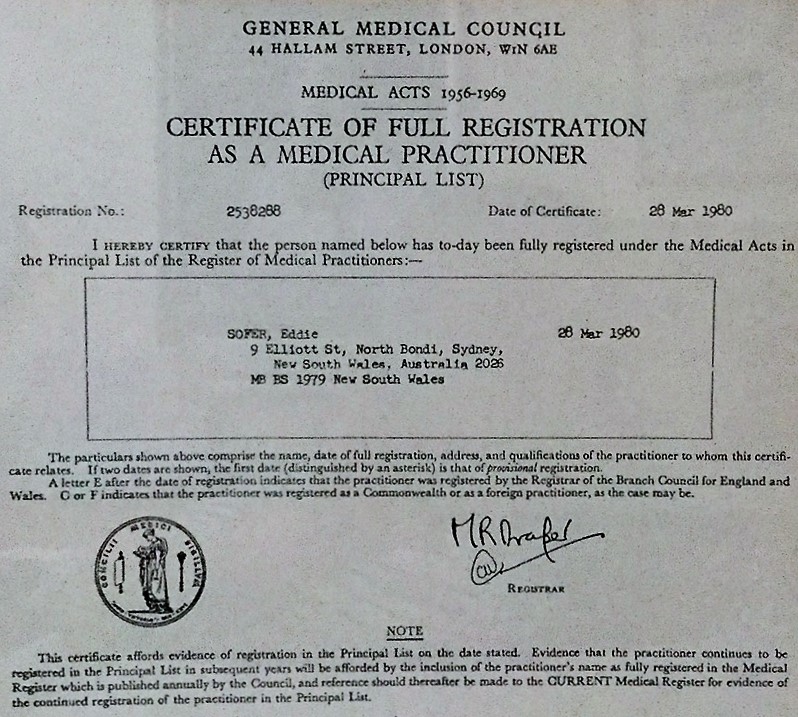 GENERAL MEDICAL COUNCIL
44 HALLAM STREET, LONDON, W1N 6AE
MEDICAL ACTS 1956-1969
CERTIFICATE OF FULL REGISTRATION
AS A MEDICAL PRACTITIONER
(PRINCIPAL LIST)
Registration No.: 2538288 Date of Certificate: 28 Mar 1980
I HEREBY CERTIFY that the person named below has to-day been fully registered under the Medical Acts in
the Principal List of the Register of Medical Practitioners:—
SOFER, Eddie 28 Mar 1980
9 Elliott St, North Bondi, Sydney,
New South Wales, Australia 2026
MB BS 1979 New South Wales
The particulars shown above comprise the name, date of full registration, address, and qualifications of the practitioner to whom this certifi-
cate relates. If two dates are shown, the first date (distinguished by an asterisk) is that of provisional registration.
A letter E after the date of registration indicates that the practitioner was registered by the Registrar of the Branch Council for England and
Wales. C or F indicates that the practitioner was registered as a Commonwealth or as a foreign practitioner, as the case may be.
CONCILII MEDICI SIGILLVM
M R Draper
REGISTRAR
NOTE
This certificate affords evidence of registration in the Principal List on the date stated. Evidence that the practitioner continues to be
registered in the Principal List in subsequent years will be afforded by the inclusion of the practitioner's name as fully registered in the Medical
Register which is published annually by the Council, and reference should thereafter be made to the CURRENT Medical Register for evidence of
the continued registration of the practitioner in the Principal List.